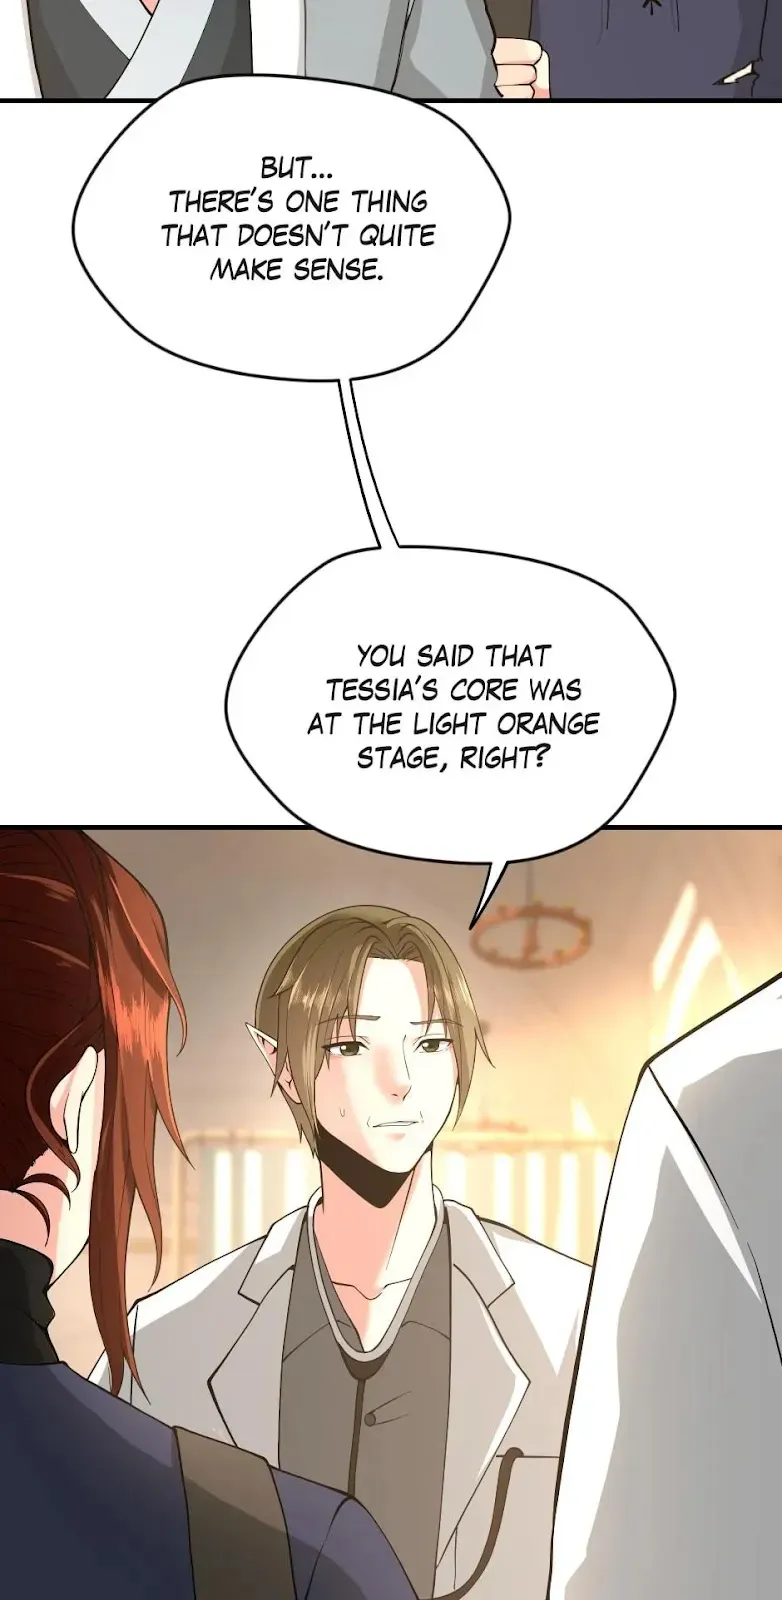 BUT...
THERE'S ONE THING
THAT DOESN'T QUITE
MAKE SENSE.
YOU SAID THAT
TESSIA'S CORE WAS
AT THE LIGHT ORANGE
STAGE, RIGHT?